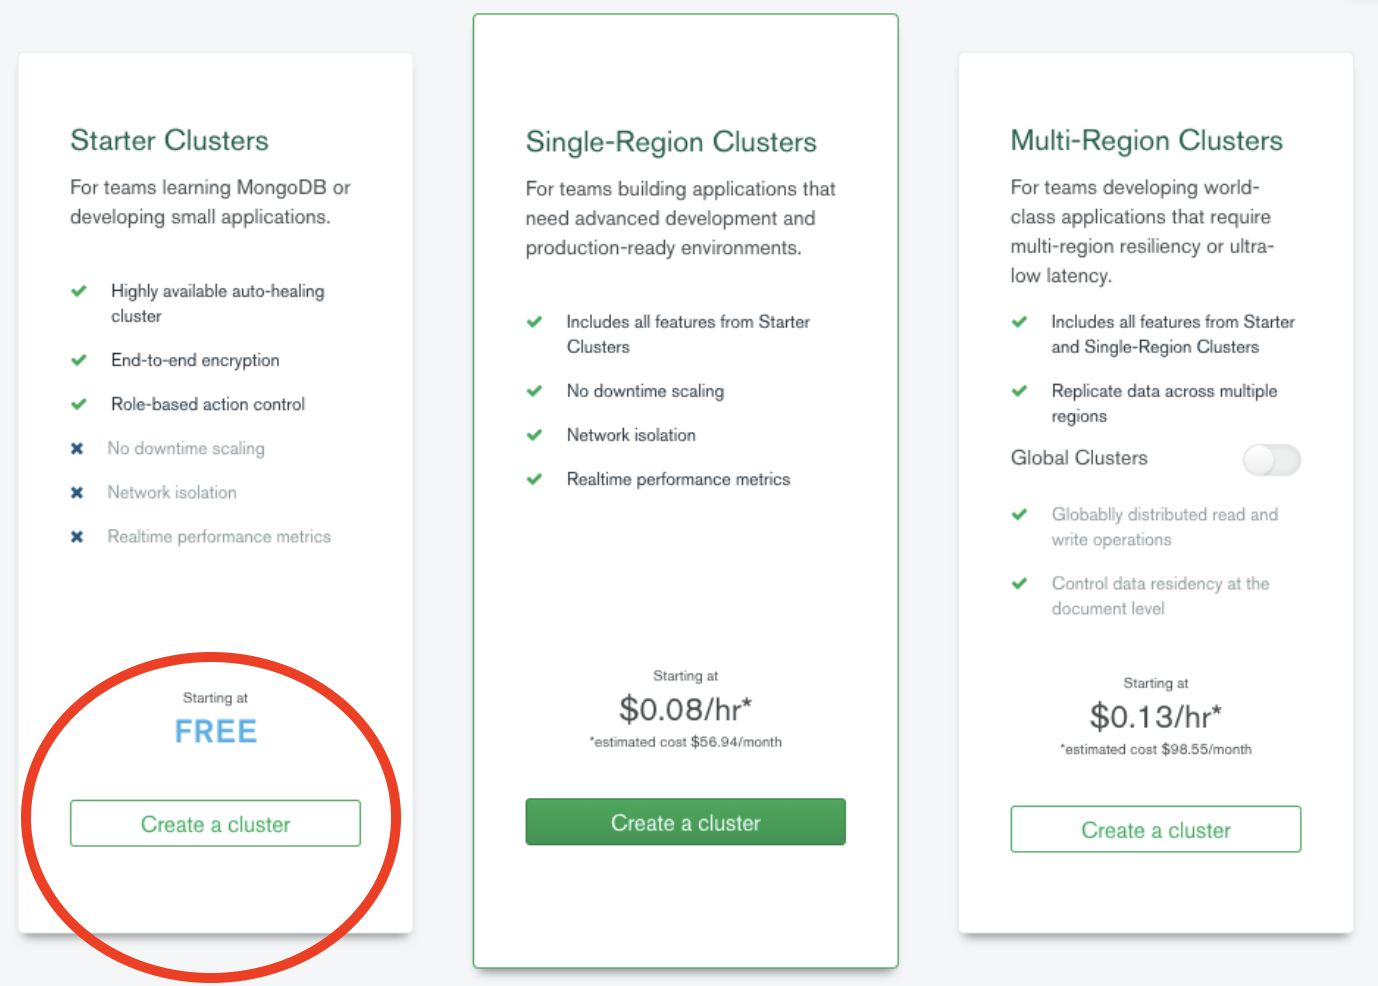 Starter Clusters
For teams learning MongoDB or
developing small applications.
Highly available auto-healing
cluster
End-to-end encryption
Role-based action control
No downtime scaling
Network isolation
Realtime performance metrics
Starting at
FREE
Create a cluster
Single-Region Clusters
For teams building applications that
need advanced development and
production-ready environments.
Includes all features from Starter
Clusters
No downtime scaling
Network isolation
Realtime performance metrics
Starting at
$0.08/hr*
*estimated cost $56.94/month
Create a cluster
Multi-Region Clusters
For teams developing world-
class applications that require
multi-region resiliency or ultra-
low latency.
Includes all features from Starter
and Single-Region Clusters
Replicate data across multiple
regions
Global Clusters
Globablly distributed read and
write operations
Control data residency at the
document level
Starting at
$0.13/hr*
*estimated cost $98.55/month
Create a cluster